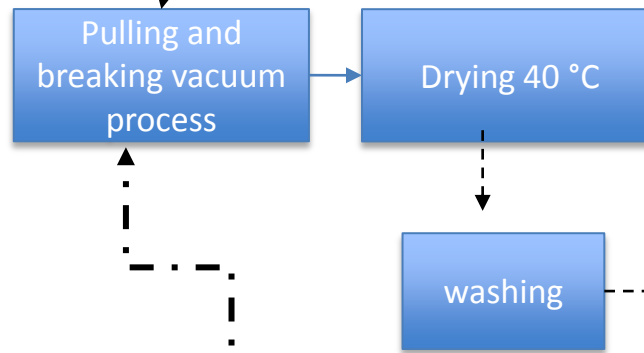 Pulling and
breaking vacuum
process
Drying 40 °C
washing